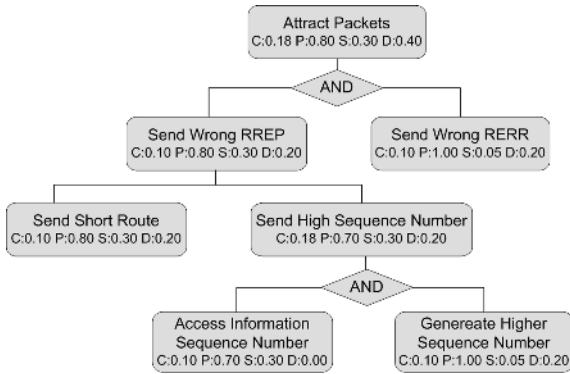 Attract Packets
C:0.18 P:0.80 S:0.30 D:0.40
AND
Send Wrong RREP
C:0.10 P:0.80 S:0.30 D:0.20
Send Wrong RERR
C:0.10 P:1.00 S:0.05 D:0.20
Send Short Route
C:0.10 P:0.80 S:0.30 D:0.20
Send High Sequence Number
C:0.18 P:0.70 S:0.30 D:0.20
AND
Access Information
Sequence Number
C:0.10 P:0.70 S:0.30 D:0.00
Genereate Higher
Sequence Number
C:0.10 P:1.00 S:0.05 D:0.20